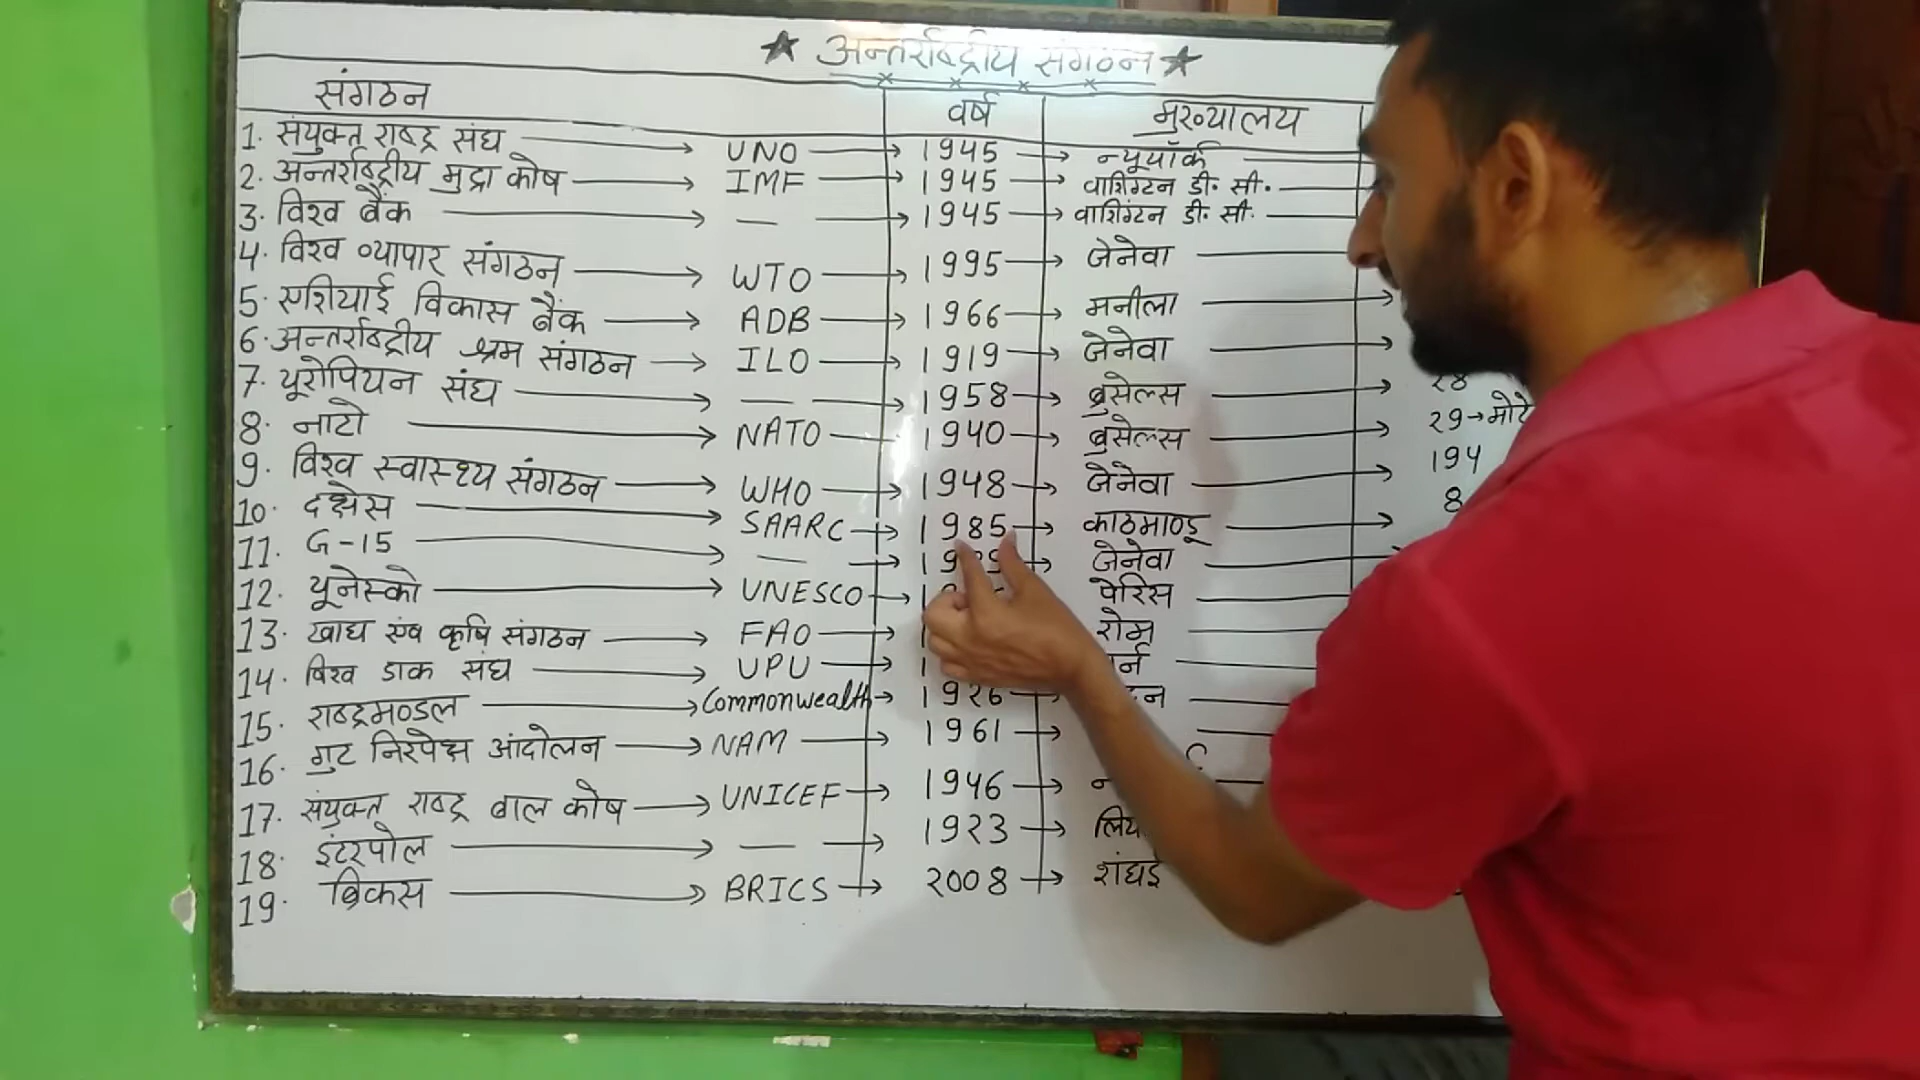 ★ अन्तर्राष्ट्रीय संगठन ★
संगठन वर्ष मुख्यालय
1. संयुक्त राष्ट्र संघ → UNO → 1945 → न्यूयॉर्क
2. अन्तर्राष्ट्रीय मुद्रा कोष → IMF → 1945 → वाशिंग्टन डी. सी.
3. विश्व बैंक → — → 1945 → वाशिंग्टन डी. सी.
4. विश्व व्यापार संगठन → WTO → 1995 → जेनेवा
5. एशियाई विकास बैंक → ADB → 1966 → मनीला →
6. अन्तर्राष्ट्रीय श्रम संगठन → ILO → 1919 → जेनेवा →
7. यूरोपियन संघ → — → 1958 → ब्रुसेल्स → 28
8. नाटो → NATO → 1940 → ब्रुसेल्स → 29 →
9. विश्व स्वास्थ्य संगठन → WHO → 1948 → जेनेवा → 194
10. दक्षेस → SAARC → 1985 → काठमाण्डू → 8
11. G-15 → — → जेनेवा
12. यूनेस्को → UNESCO → पेरिस
13. खाद्य एंव कृषि संगठन → FAO → रोम
14. विश्व डाक संघ → UPU →
15. राष्ट्रमण्डल → Commonwealth → 1926 →
16. गुट निरपेक्ष आंदोलन → NAM → 1961 →
17. संयुक्त राष्ट्र बाल कोष → UNICEF → 1946 →
18. इंटरपोल → — → 1923 →
19. ब्रिकस → BRICS → 2008 → शंघाई